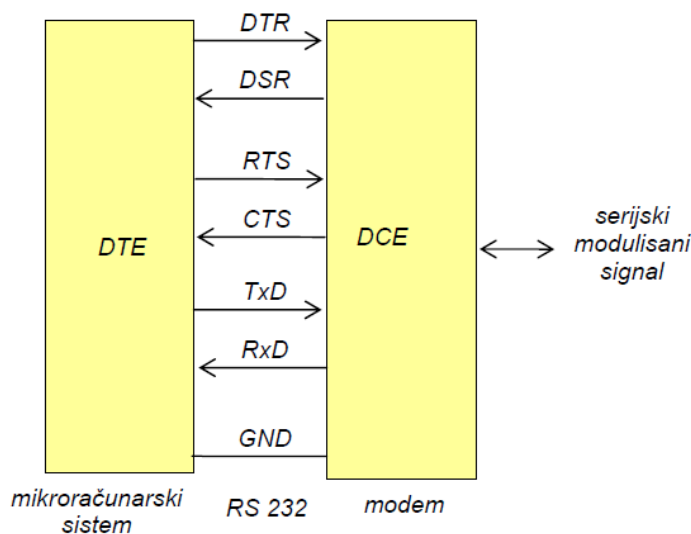 DTR
DSR
RTS
CTS
DTE
DCE
serijski
modulisani
signal
TxD
RxD
GND
mikroračunarski
sistem
RS 232
modem